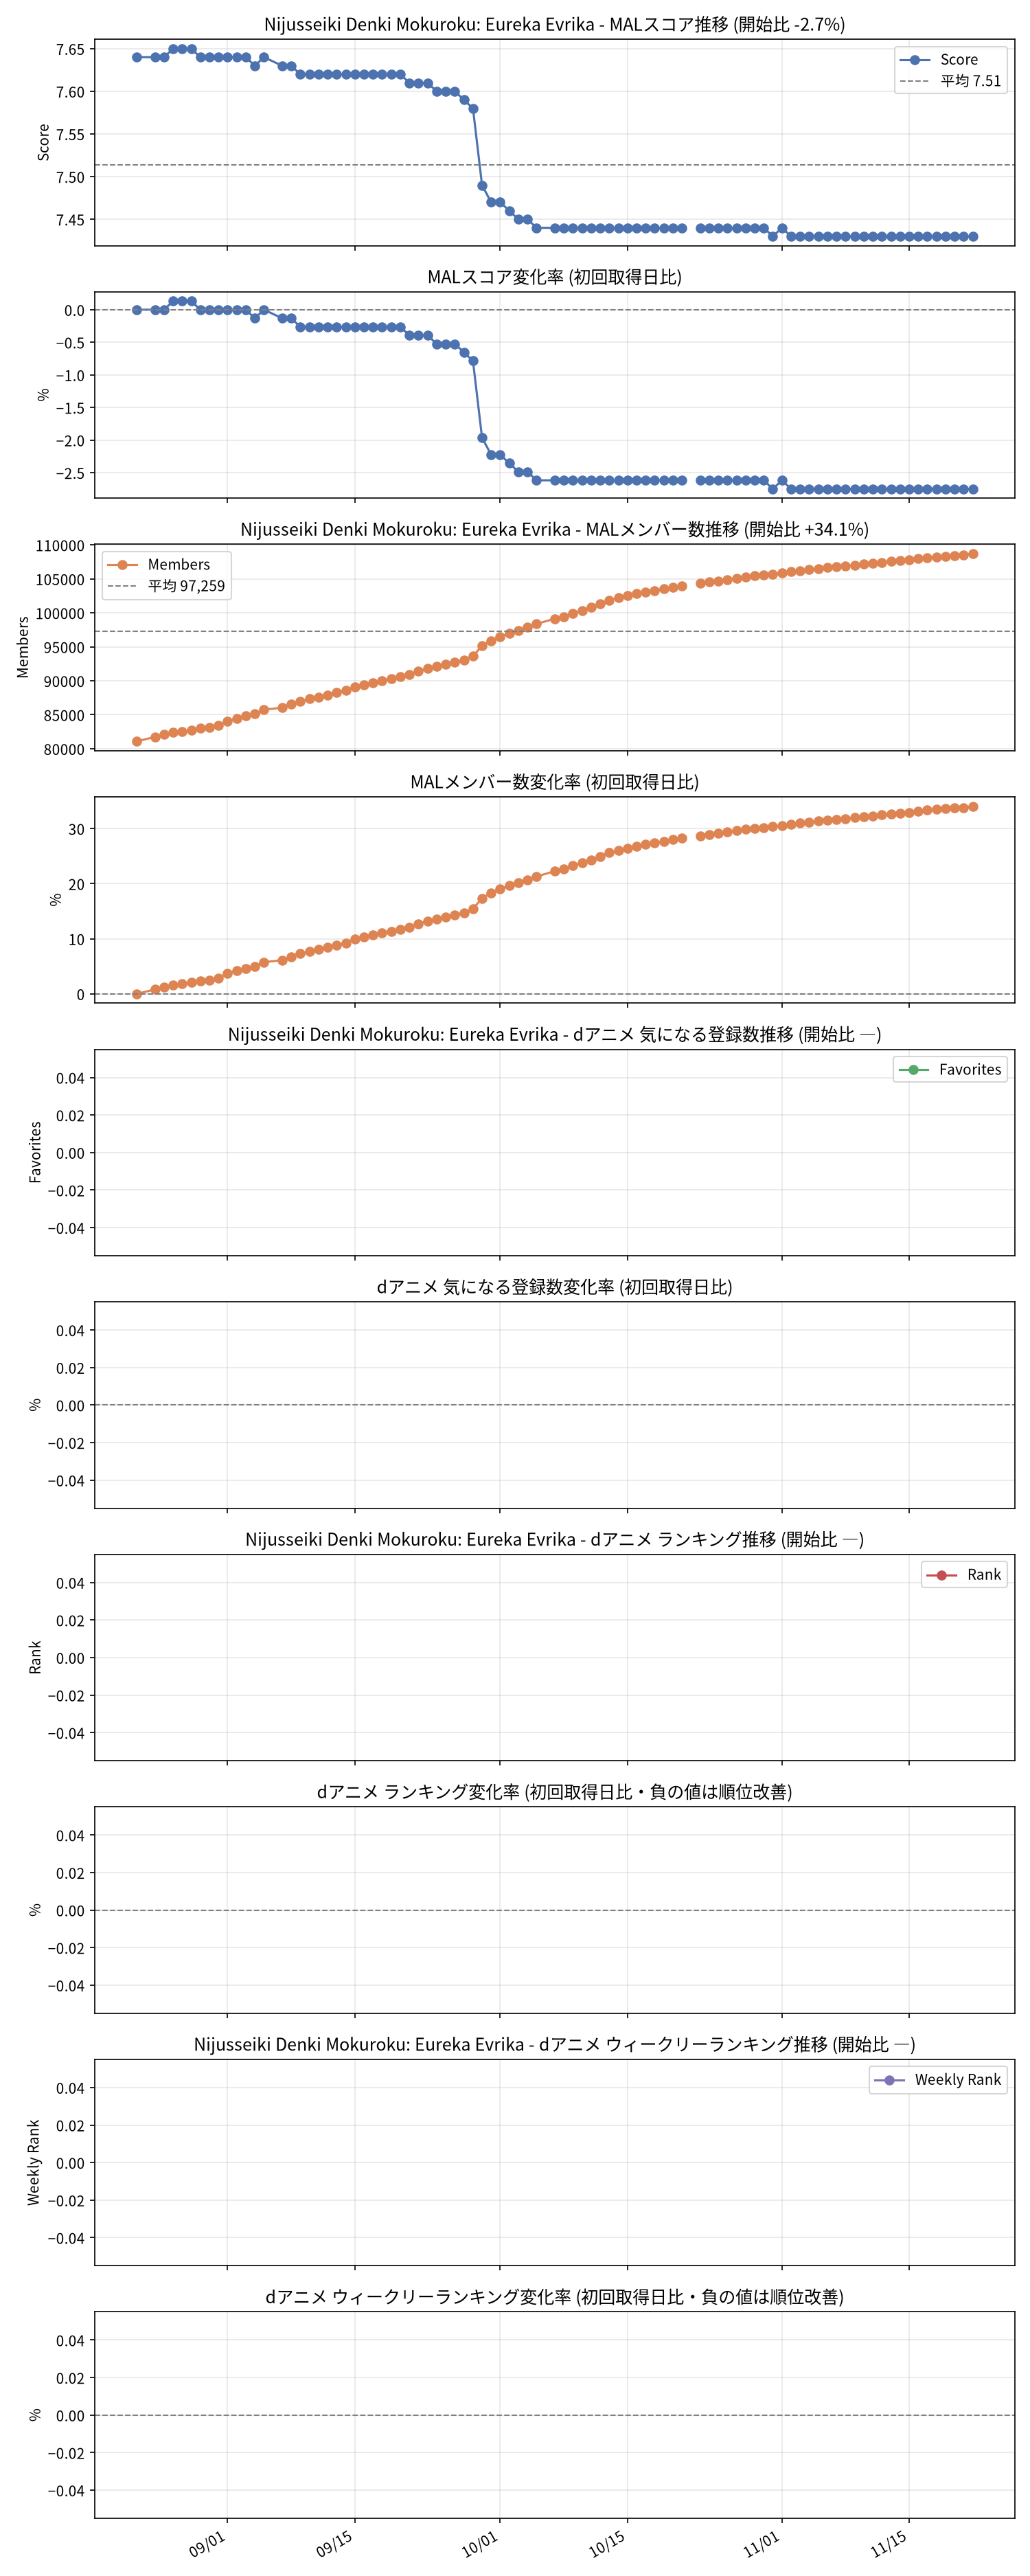 Nijusseiki Denki Mokuroku: Eureka Evrika - MALスコア推移 (開始比 -2.7%)
Score
7.65
7.60
7.55
7.50
7.45
Score
平均 7.51
MALスコア変化率 (初回取得日比)
%
0.0
−0.5
−1.0
−1.5
−2.0
−2.5
Nijusseiki Denki Mokuroku: Eureka Evrika - MALメンバー数推移 (開始比 +34.1%)
Members
110000
105000
100000
95000
90000
85000
80000
Members
平均 97,259
MALメンバー数変化率 (初回取得日比)
%
30
20
10
0
Nijusseiki Denki Mokuroku: Eureka Evrika - dアニメ 気になる登録数推移 (開始比 —)
Favorites
0.04
0.02
0.00
−0.02
−0.04
Favorites
dアニメ 気になる登録数変化率 (初回取得日比)
%
0.04
0.02
0.00
−0.02
−0.04
Nijusseiki Denki Mokuroku: Eureka Evrika - dアニメ ランキング推移 (開始比 —)
Rank
0.04
0.02
0.00
−0.02
−0.04
Rank
dアニメ ランキング変化率 (初回取得日比・負の値は順位改善)
%
0.04
0.02
0.00
−0.02
−0.04
Nijusseiki Denki Mokuroku: Eureka Evrika - dアニメ ウィークリーランキング推移 (開始比 —)
Weekly Rank
0.04
0.02
0.00
−0.02
−0.04
Weekly Rank
dアニメ ウィークリーランキング変化率 (初回取得日比・負の値は順位改善)
%
0.04
0.02
0.00
−0.02
−0.04
09/01
09/15
10/01
10/15
11/01
11/15